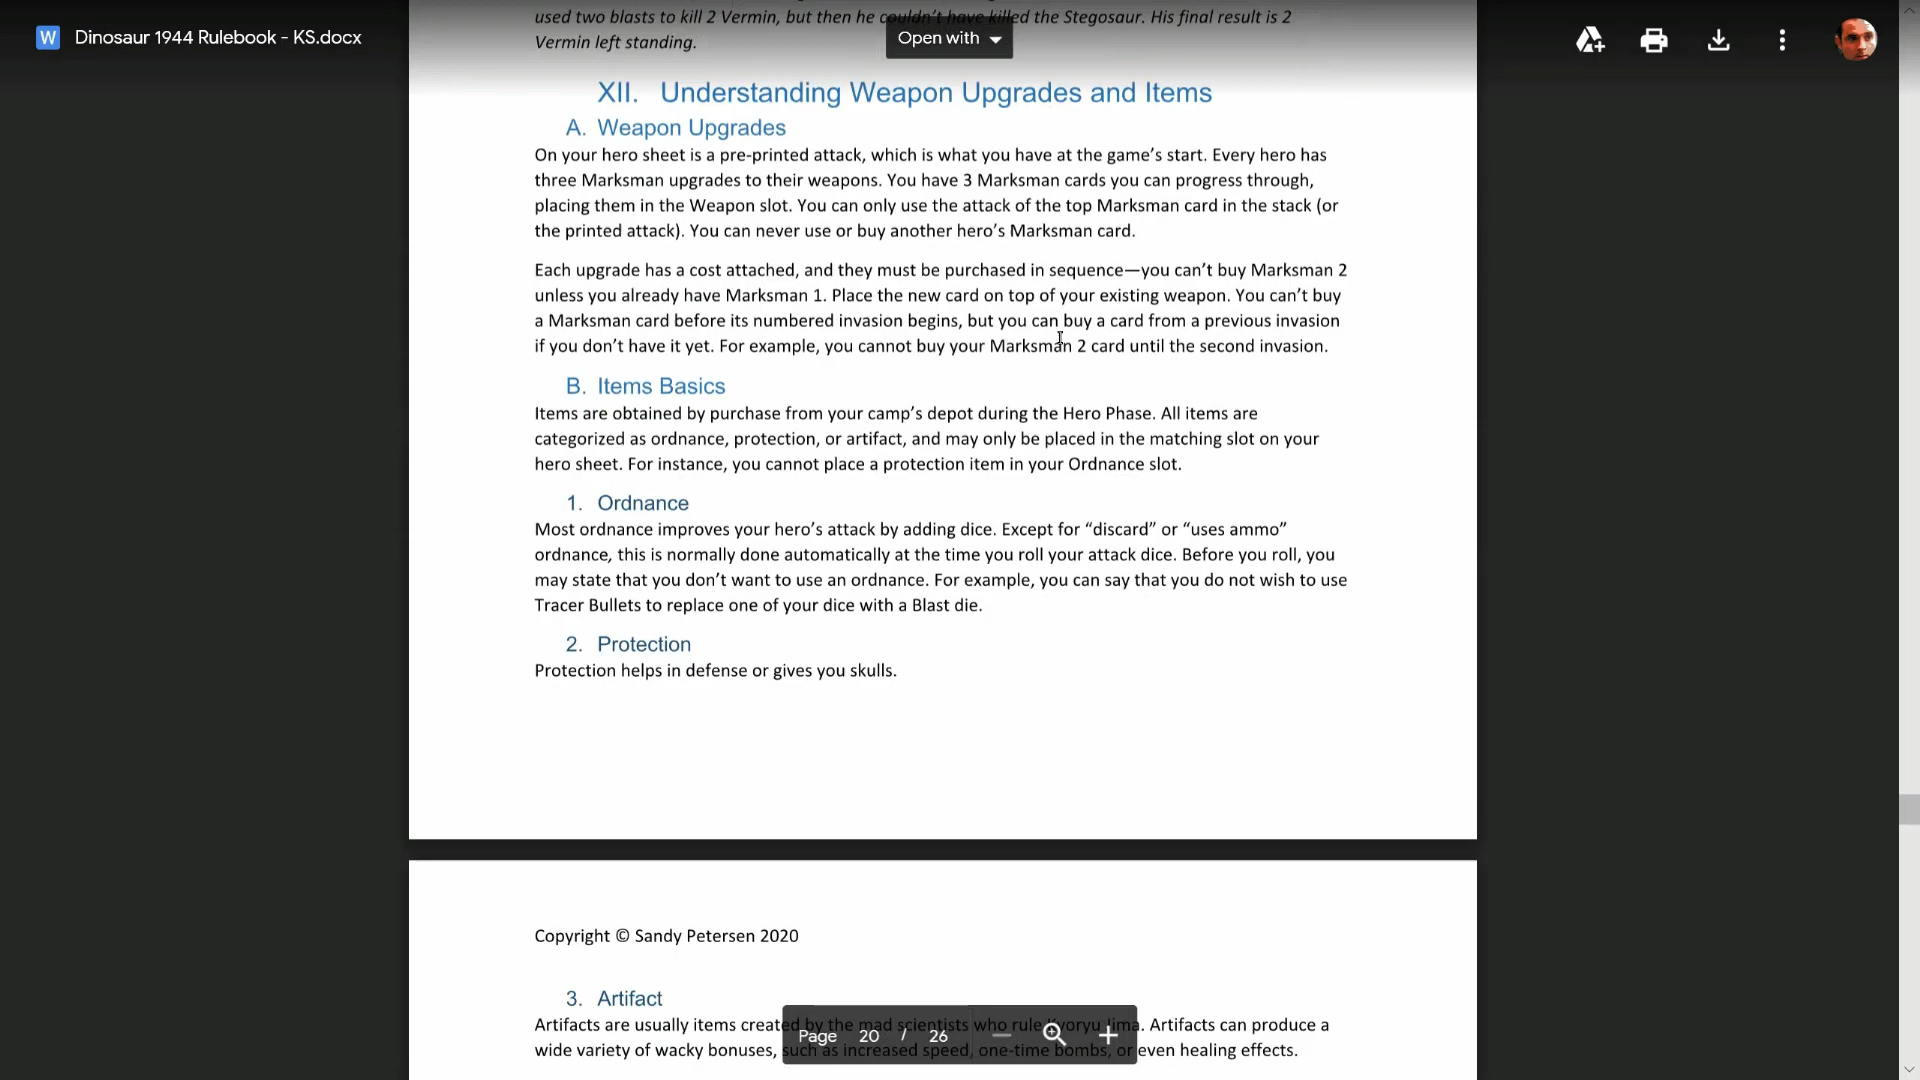 used two blasts to kill 2 Vermin, but then he couldn't have killed the Stegosaur. His final result is 2
Dinosaur 1944 Rulebook - KS.docx
Open with
Vermin left standing.
XII. Understanding Weapon Upgrades and Items
A. Weapon Upgrades
On your hero sheet is a pre-printed attack, which is what you have at the game's start. Every hero has
three Marksman upgrades to their weapons. You have 3 Marksman cards you can progress through,
placing them in the Weapon slot. You can only use the attack of the top Marksman card in the stack (or
the printed attack). You can never use or buy another hero's Marksman card.
Each upgrade has a cost attached, and they must be purchased in sequence—you can't buy Marksman 2
unless you already have Marksman 1. Place the new card on top of your existing weapon. You can't buy
a Marksman card before its numbered invasion begins, but you can buy a card from a previous invasion
if you don't have it yet. For example, you cannot buy your Marksman 2 card until the second invasion.
B. Items Basics
Items are obtained by purchase from your camp's depot during the Hero Phase. All items are
categorized as ordnance, protection, or artifact, and may only be placed in the matching slot on your
hero sheet. For instance, you cannot place a protection item in your Ordnance slot.
1. Ordnance
Most ordnance improves your hero's attack by adding dice. Except for “discard” or “uses ammo”
ordnance, this is normally done automatically at the time you roll your attack dice. Before you roll, you
may state that you don't want to use an ordnance. For example, you can say that you do not wish to use
Tracer Bullets to replace one of your dice with a Blast die.
2. Protection
Protection helps in defense or gives you skulls.
Copyright © Sandy Petersen 2020
3. Artifact
Artifacts are usually items created by the mad scientists who rule Kyoryu Jima. Artifacts can produce a
Page 20 / 26
wide variety of wacky bonuses, such as increased speed, one-time bombs, or even healing effects.